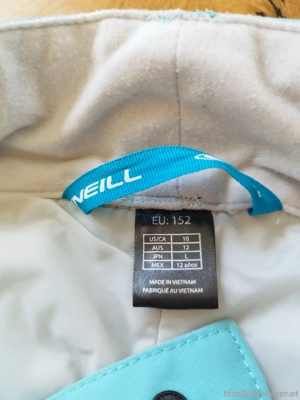 NEILL
EU: 152
US/CA 10
AUS 12
JPN L
MEX 12 años
MADE IN VIETNAM
FABRIQUÉ AU VIETNAM